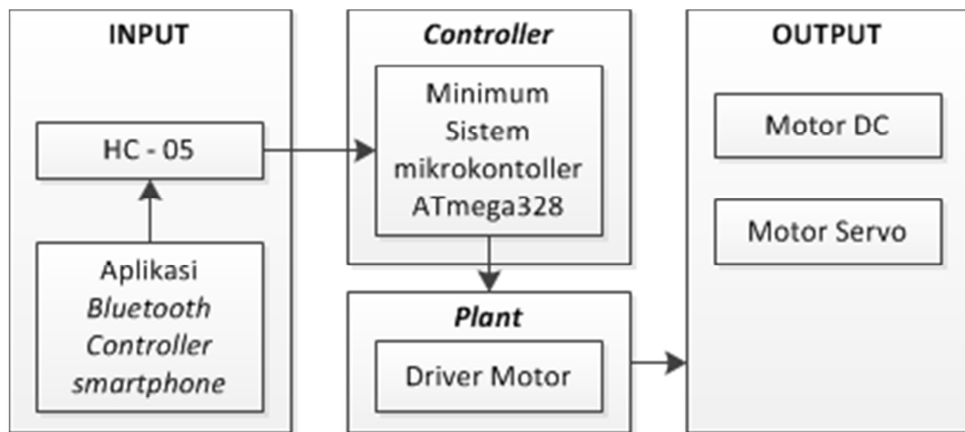 INPUT
HC - 05
Aplikasi
Bluetooth
Controller
smartphone
Controller
Minimum
Sistem
mikrokontoller
ATmega328
Plant
Driver Motor
OUTPUT
Motor DC
Motor Servo